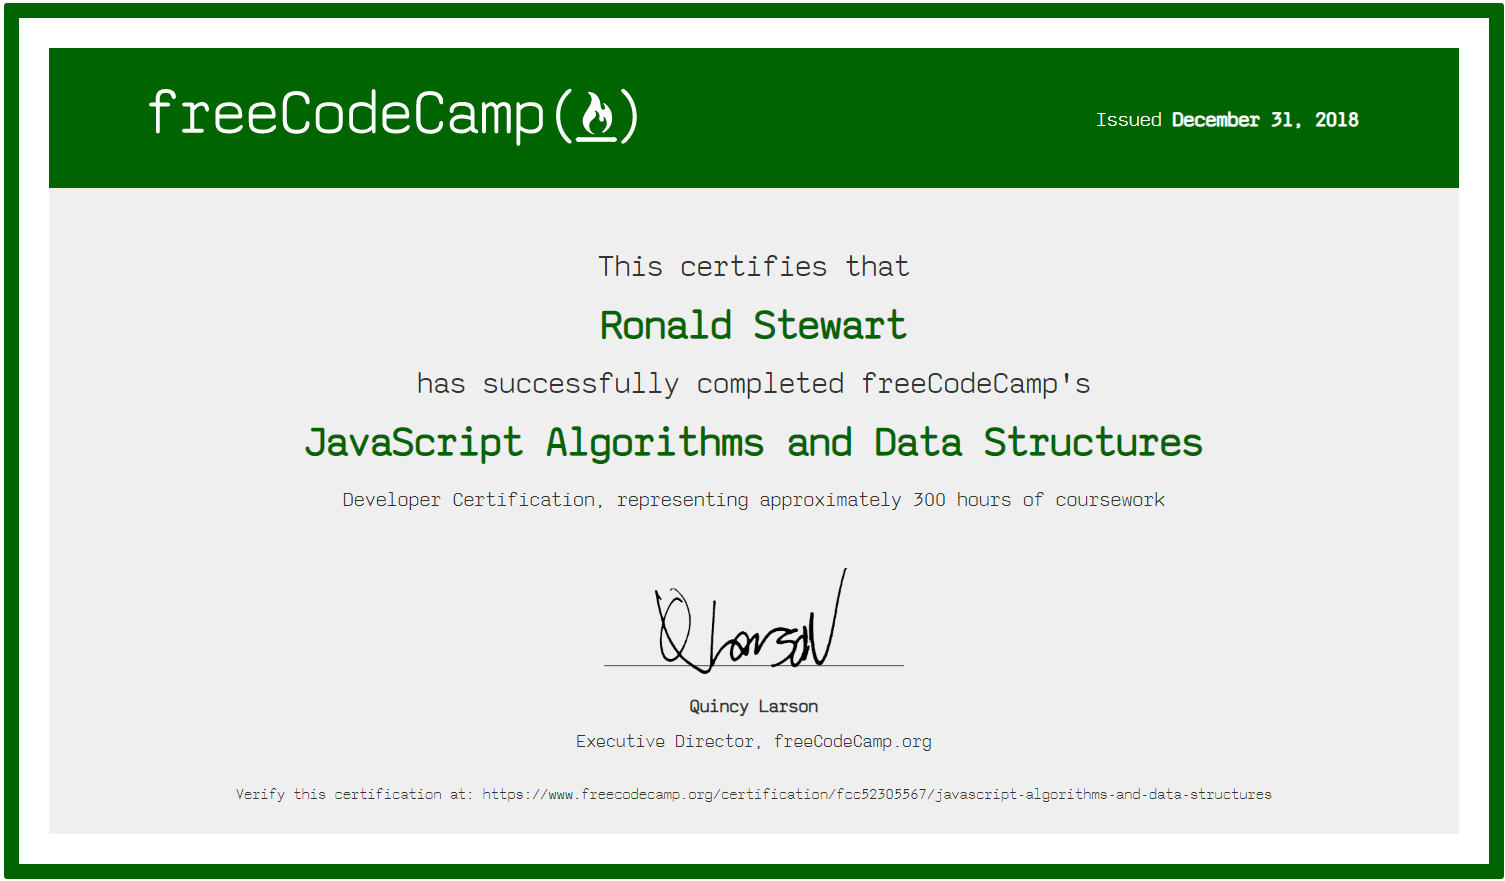 freeCodeCamp(🔥)
Issued December 31, 2018
This certifies that
Ronald Stewart
has successfully completed freeCodeCamp's
JavaScript Algorithms and Data Structures
Developer Certification, representing approximately 300 hours of coursework
Q Larson
Quincy Larson
Executive Director, freeCodeCamp.org
Verify this certification at: https://www.freecodecamp.org/certification/fcc52305567/javascript-algorithms-and-data-structures